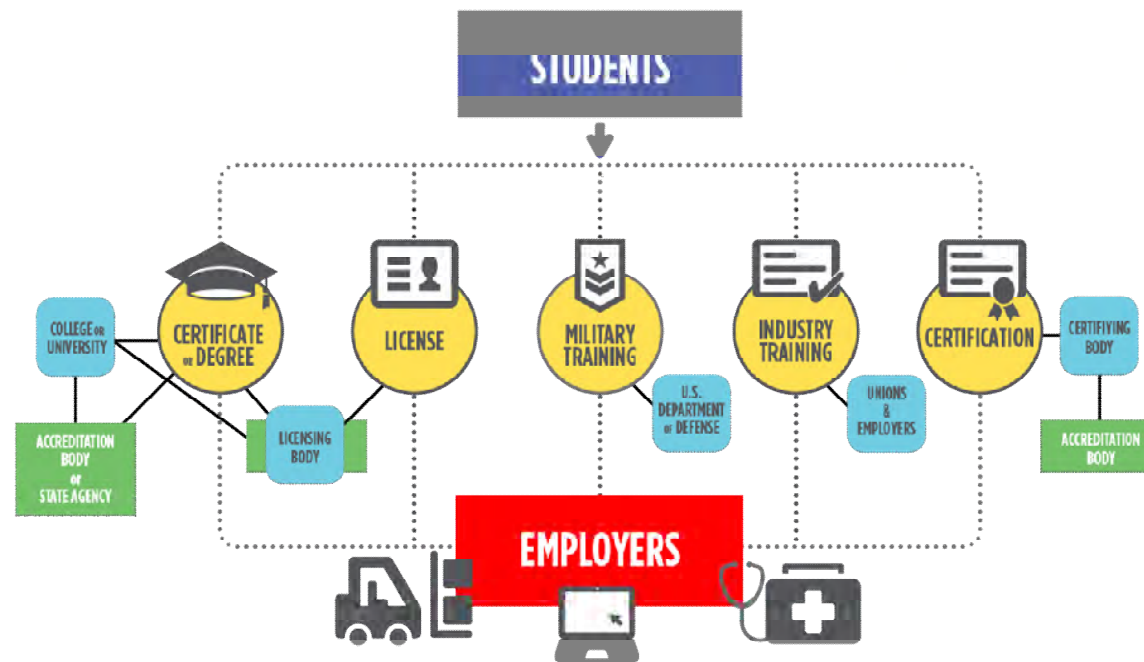 STUDENTS
CERTIFICATE
OR DEGREE
LICENSE
MILITARY
TRAINING
INDUSTRY
TRAINING
CERTIFICATION
COLLEGE OR
UNIVERSITY
CERTIFIYING
BODY
U.S.
DEPARTMENT
OF DEFENSE
UNIONS
&
EMPLOYERS
ACCREDITATION
BODY
or
STATE AGENCY
LICENSING
BODY
ACCREDITATION
BODY
EMPLOYERS